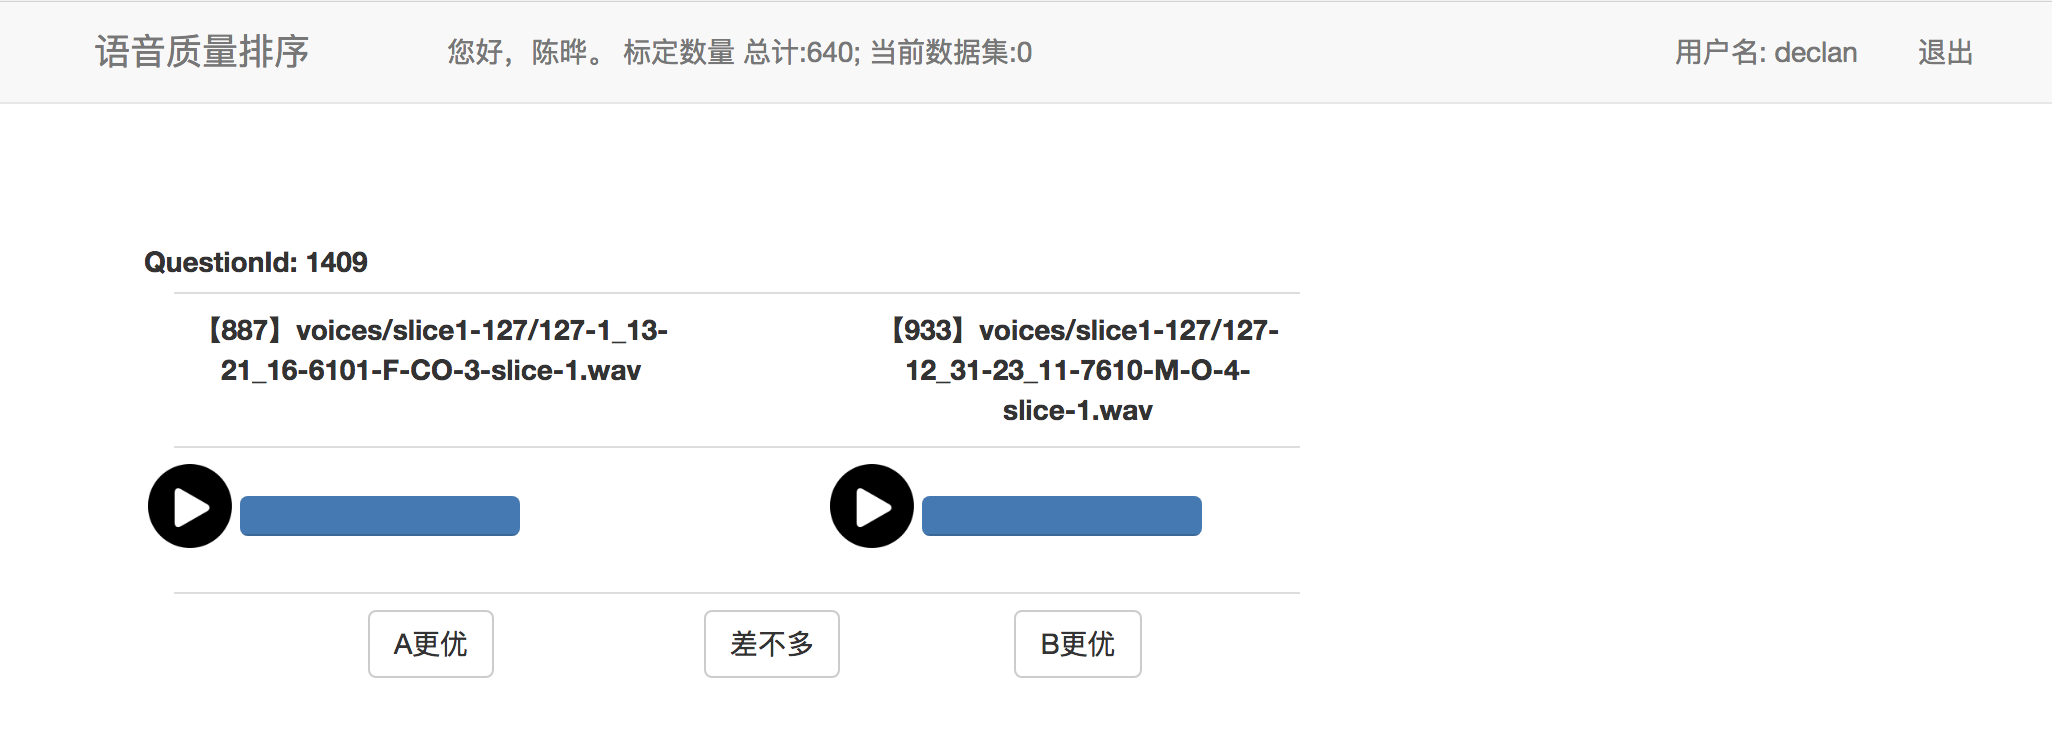 语音质量排序
您好，陈晔。 标定数量 总计:640; 当前数据集:0
用户名: declan
退出
QuestionId: 1409
【887】voices/slice1-127/127-1_13-
21_16-6101-F-CO-3-slice-1.wav
【933】voices/slice1-127/127-
12_31-23_11-7610-M-O-4-
slice-1.wav
A更优
差不多
B更优